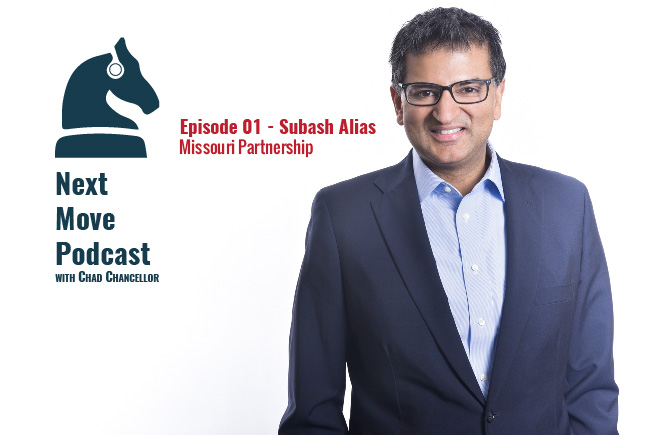 Episode 01 - Subash Alias
Missouri Partnership
Next
Move
Podcast
WITH CHAD CHANCELLOR